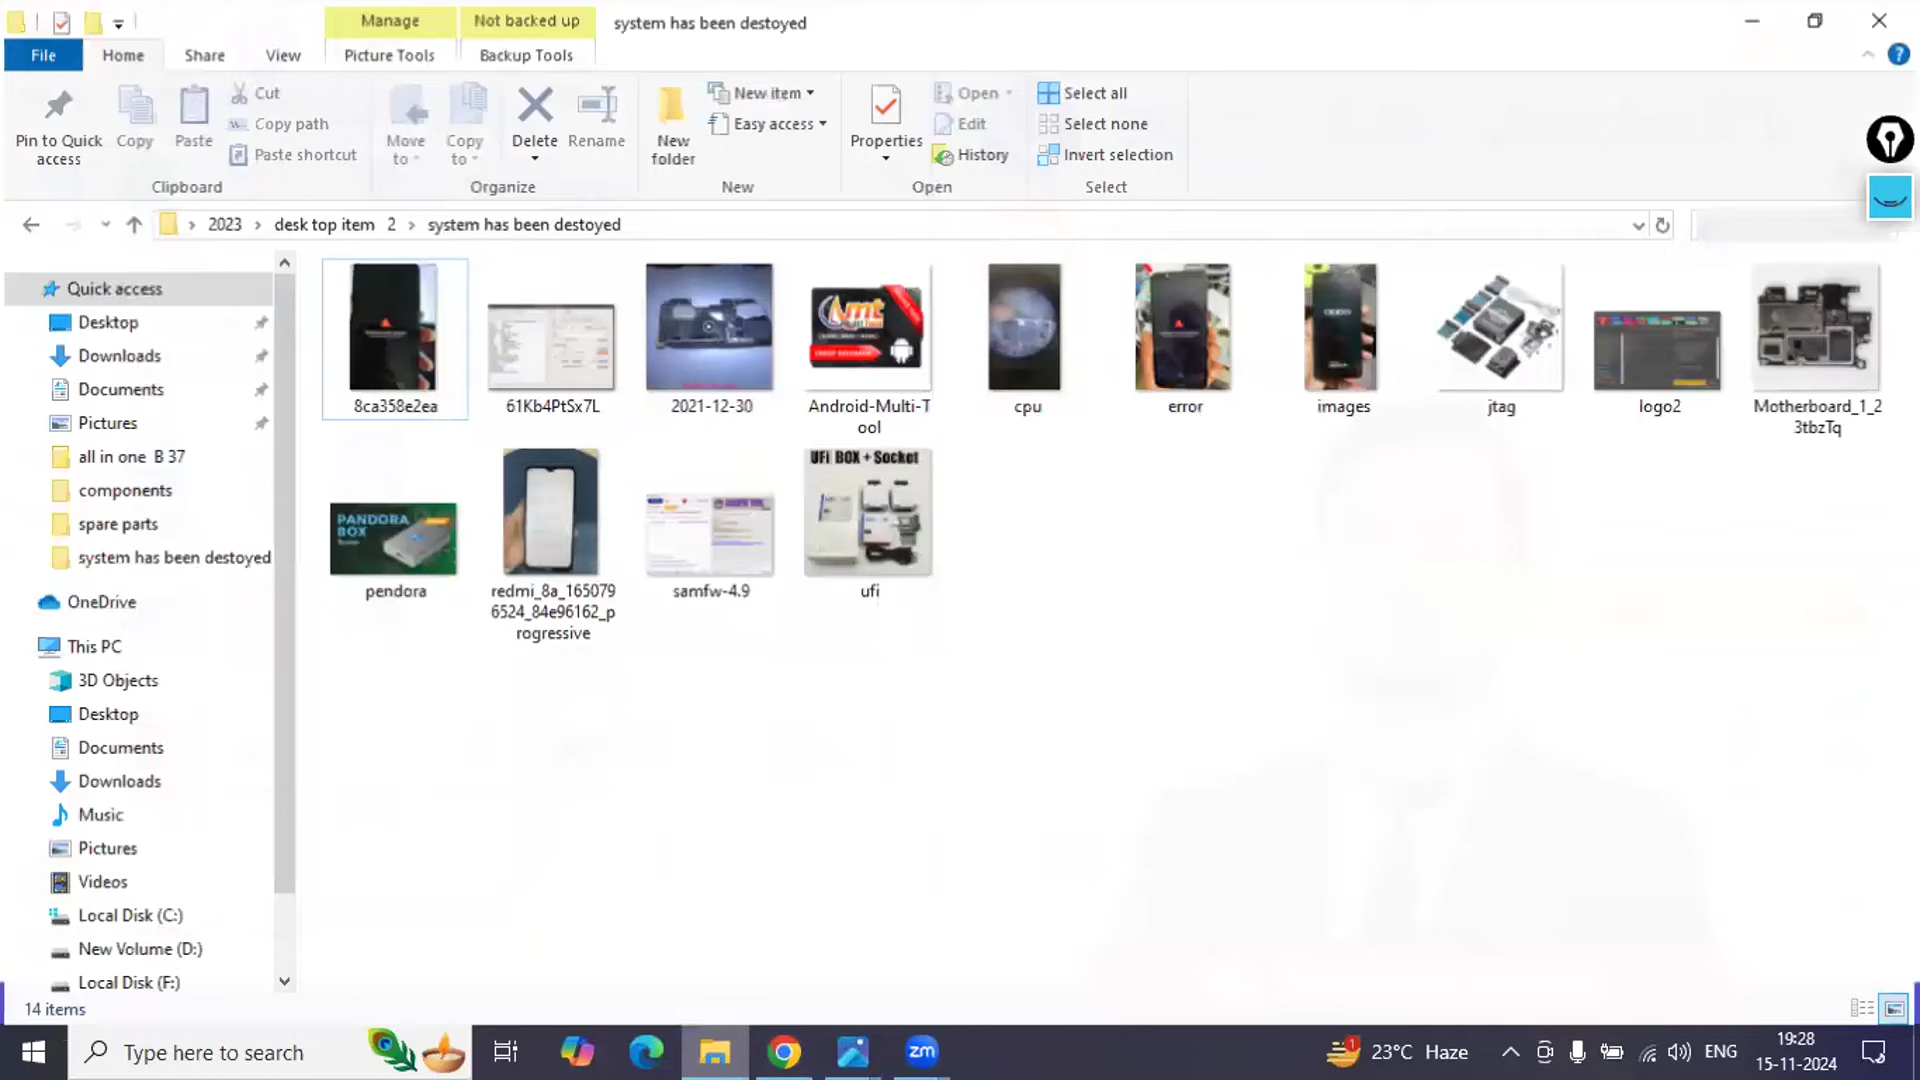 Manage
Not backed up
system has been destoyed
File
Home
Share
View
Picture Tools
Backup Tools
Pin to Quick
access
Copy
Paste
Cut
Copy path
Paste shortcut
Clipboard
Move
to
Copy
to
Delete
Rename
Organize
New
folder
New item
Easy access
New
Properties
Open
Edit
History
Open
Select all
Select none
Invert selection
Select
2023 > desk top item 2 > system has been destoyed
Quick access
Desktop
Downloads
Documents
Pictures
all in one B 37
components
spare parts
system has been destoyed
OneDrive
This PC
3D Objects
Desktop
Documents
Downloads
Music
Pictures
Videos
Local Disk (C:)
New Volume (D:)
Local Disk (F:)
8ca358e2ea
61Kb4PtSx7L
2021-12-30
Android-Multi-T
ool
cpu
error
images
jtag
logo2
Motherboard_1_2
3tbzTq
PANDORA
BOX
UFi BOX + Socket
pendora
redmi_8a_165079
6524_84e96162_p
rogressive
samfw-4.9
ufi
14 items
Type here to search
zm
1
23°C Haze
ENG
19:28
15-11-2024